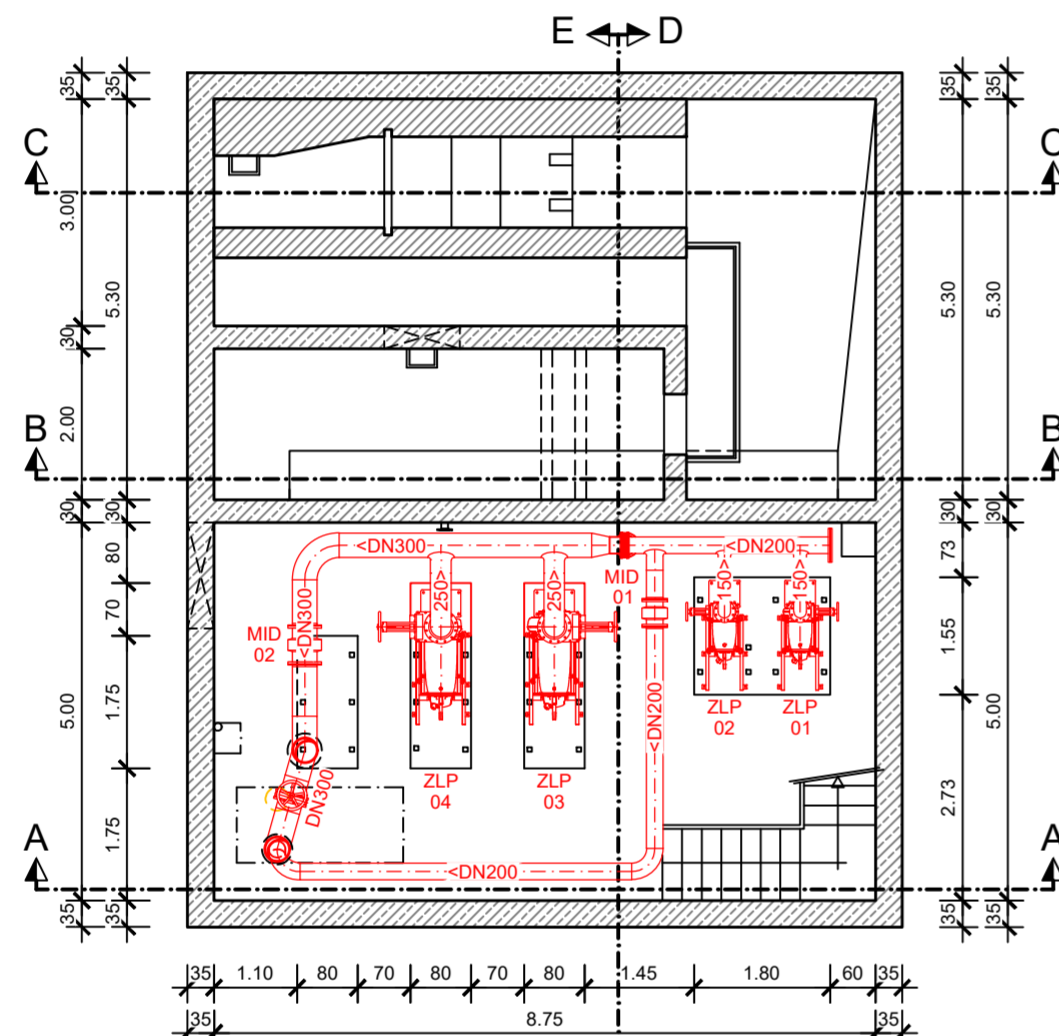 E D
35 35 35 35
C C
3.00 5.30 5.30 5.30
30
2.00
B B
30 30 30 30
80 73
<DN300 <DN200
MID
01
250> 250> 150> 150>
70
MID
02
<DN300
1.55
ZLP
02
ZLP
01
5.00 1.75 <DN200 5.00
ZLP
04
ZLP
03
DN300
2.73
1.75
A A
<DN200
35 35 35 35
35 1.10 80 70 80 70 80 1.45 1.80 60 35
35 8.75 35